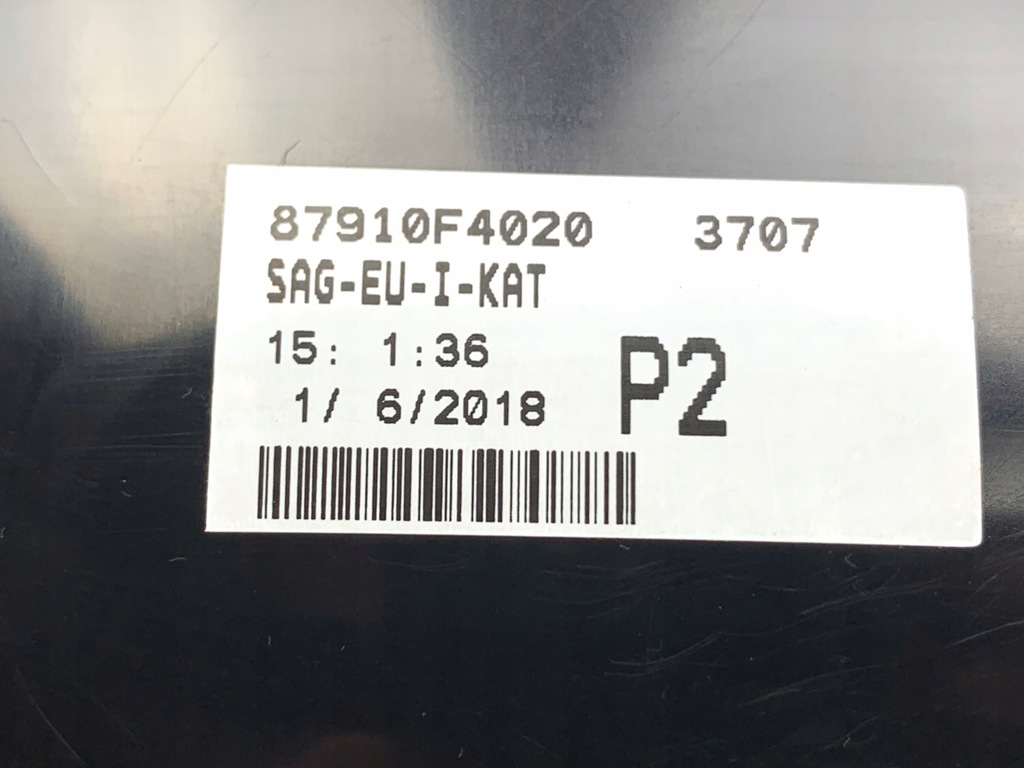 87910F4020 3707
SAG-EU-I-KAT
15: 1:36
1/ 6/2018 P2